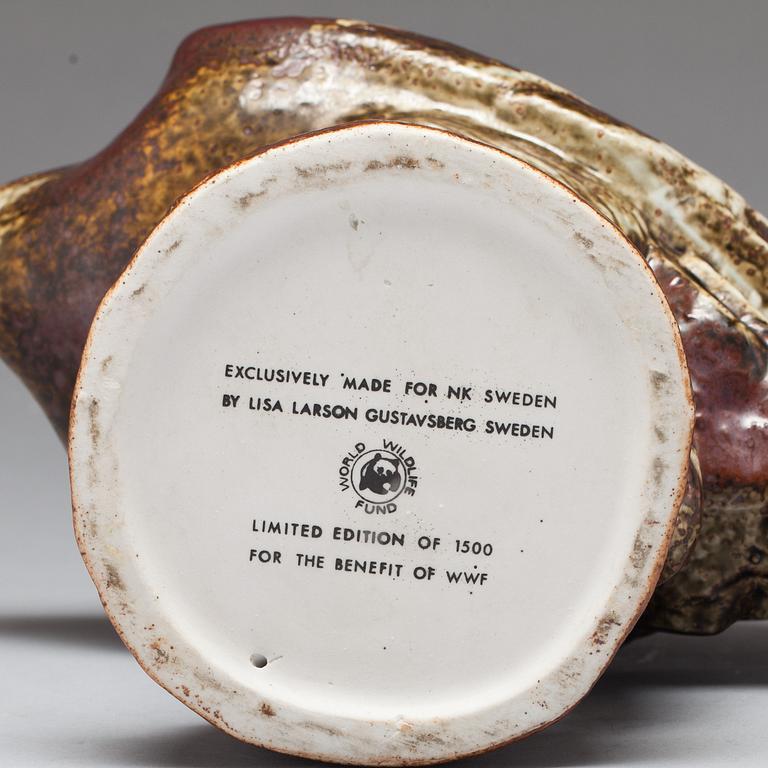 EXCLUSIVELY MADE FOR NK SWEDEN
BY LISA LARSON GUSTAVSBERG SWEDEN
WORLD WILDLIFE
FUND
LIMITED EDITION OF 1500
FOR THE BENEFIT OF WWF